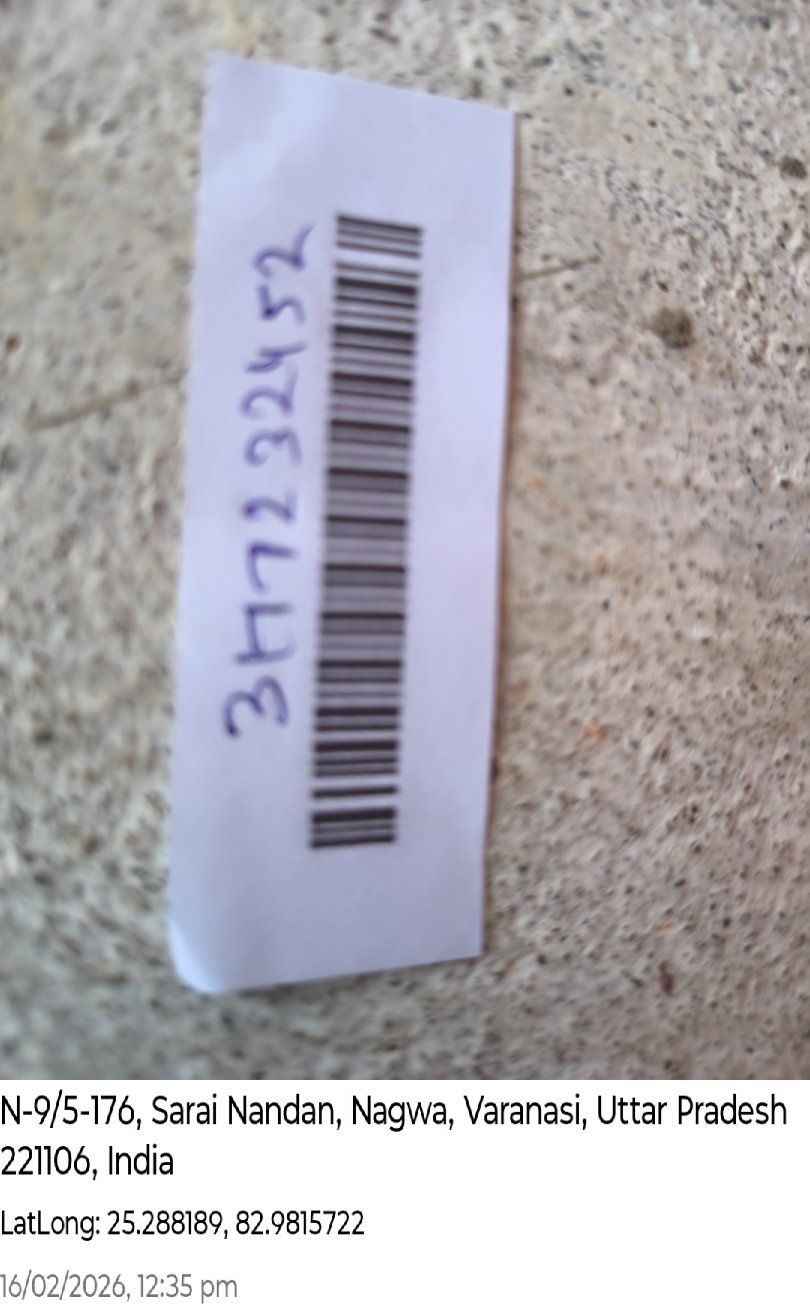 347232452
N-9/5-176, Sarai Nandan, Nagwa, Varanasi, Uttar Pradesh
221106, India
LatLong: 25.288189, 82.9815722
16/02/2026, 12:35 pm